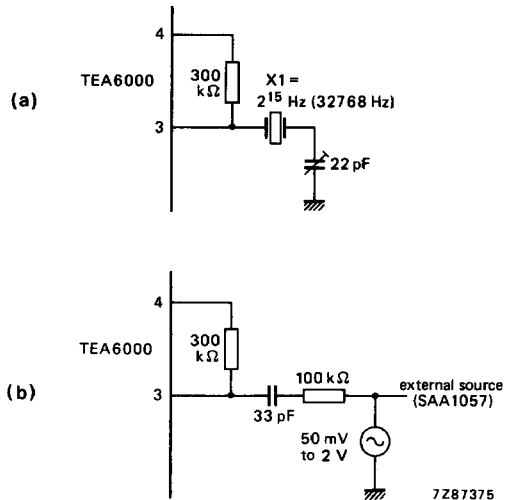 (a)
4
TEA6000
300
kΩ
X1 =
2¹⁵ Hz (32768 Hz)
3
22 pF
(b)
4
TEA6000
300
kΩ
3
33 pF
100 kΩ
external source
(SAA1057)
50 mV
to 2 V
7Z87375